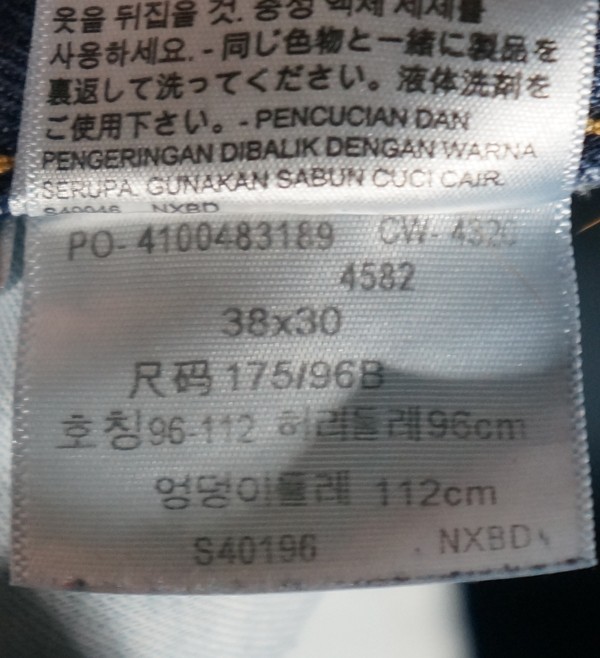 옷을 뒤집을 것. 중성 액체 세제를
사용하세요. - 同じ色物と一緒に製品を
裏返して洗ってください。液体洗剤を
ご使用下さい。- PENCUCIAN DAN
PENGERINGAN DIBALIK DENGAN WARNA
SERUPA. GUNAKAN SABUN CUCI CAIR.
NXBD
PO- 4100483189 CW- 4320
4582
38x30
尺码 175/96B
호칭96-112 허리둘레96cm
엉덩이둘레 112cm
S40196 NXBD